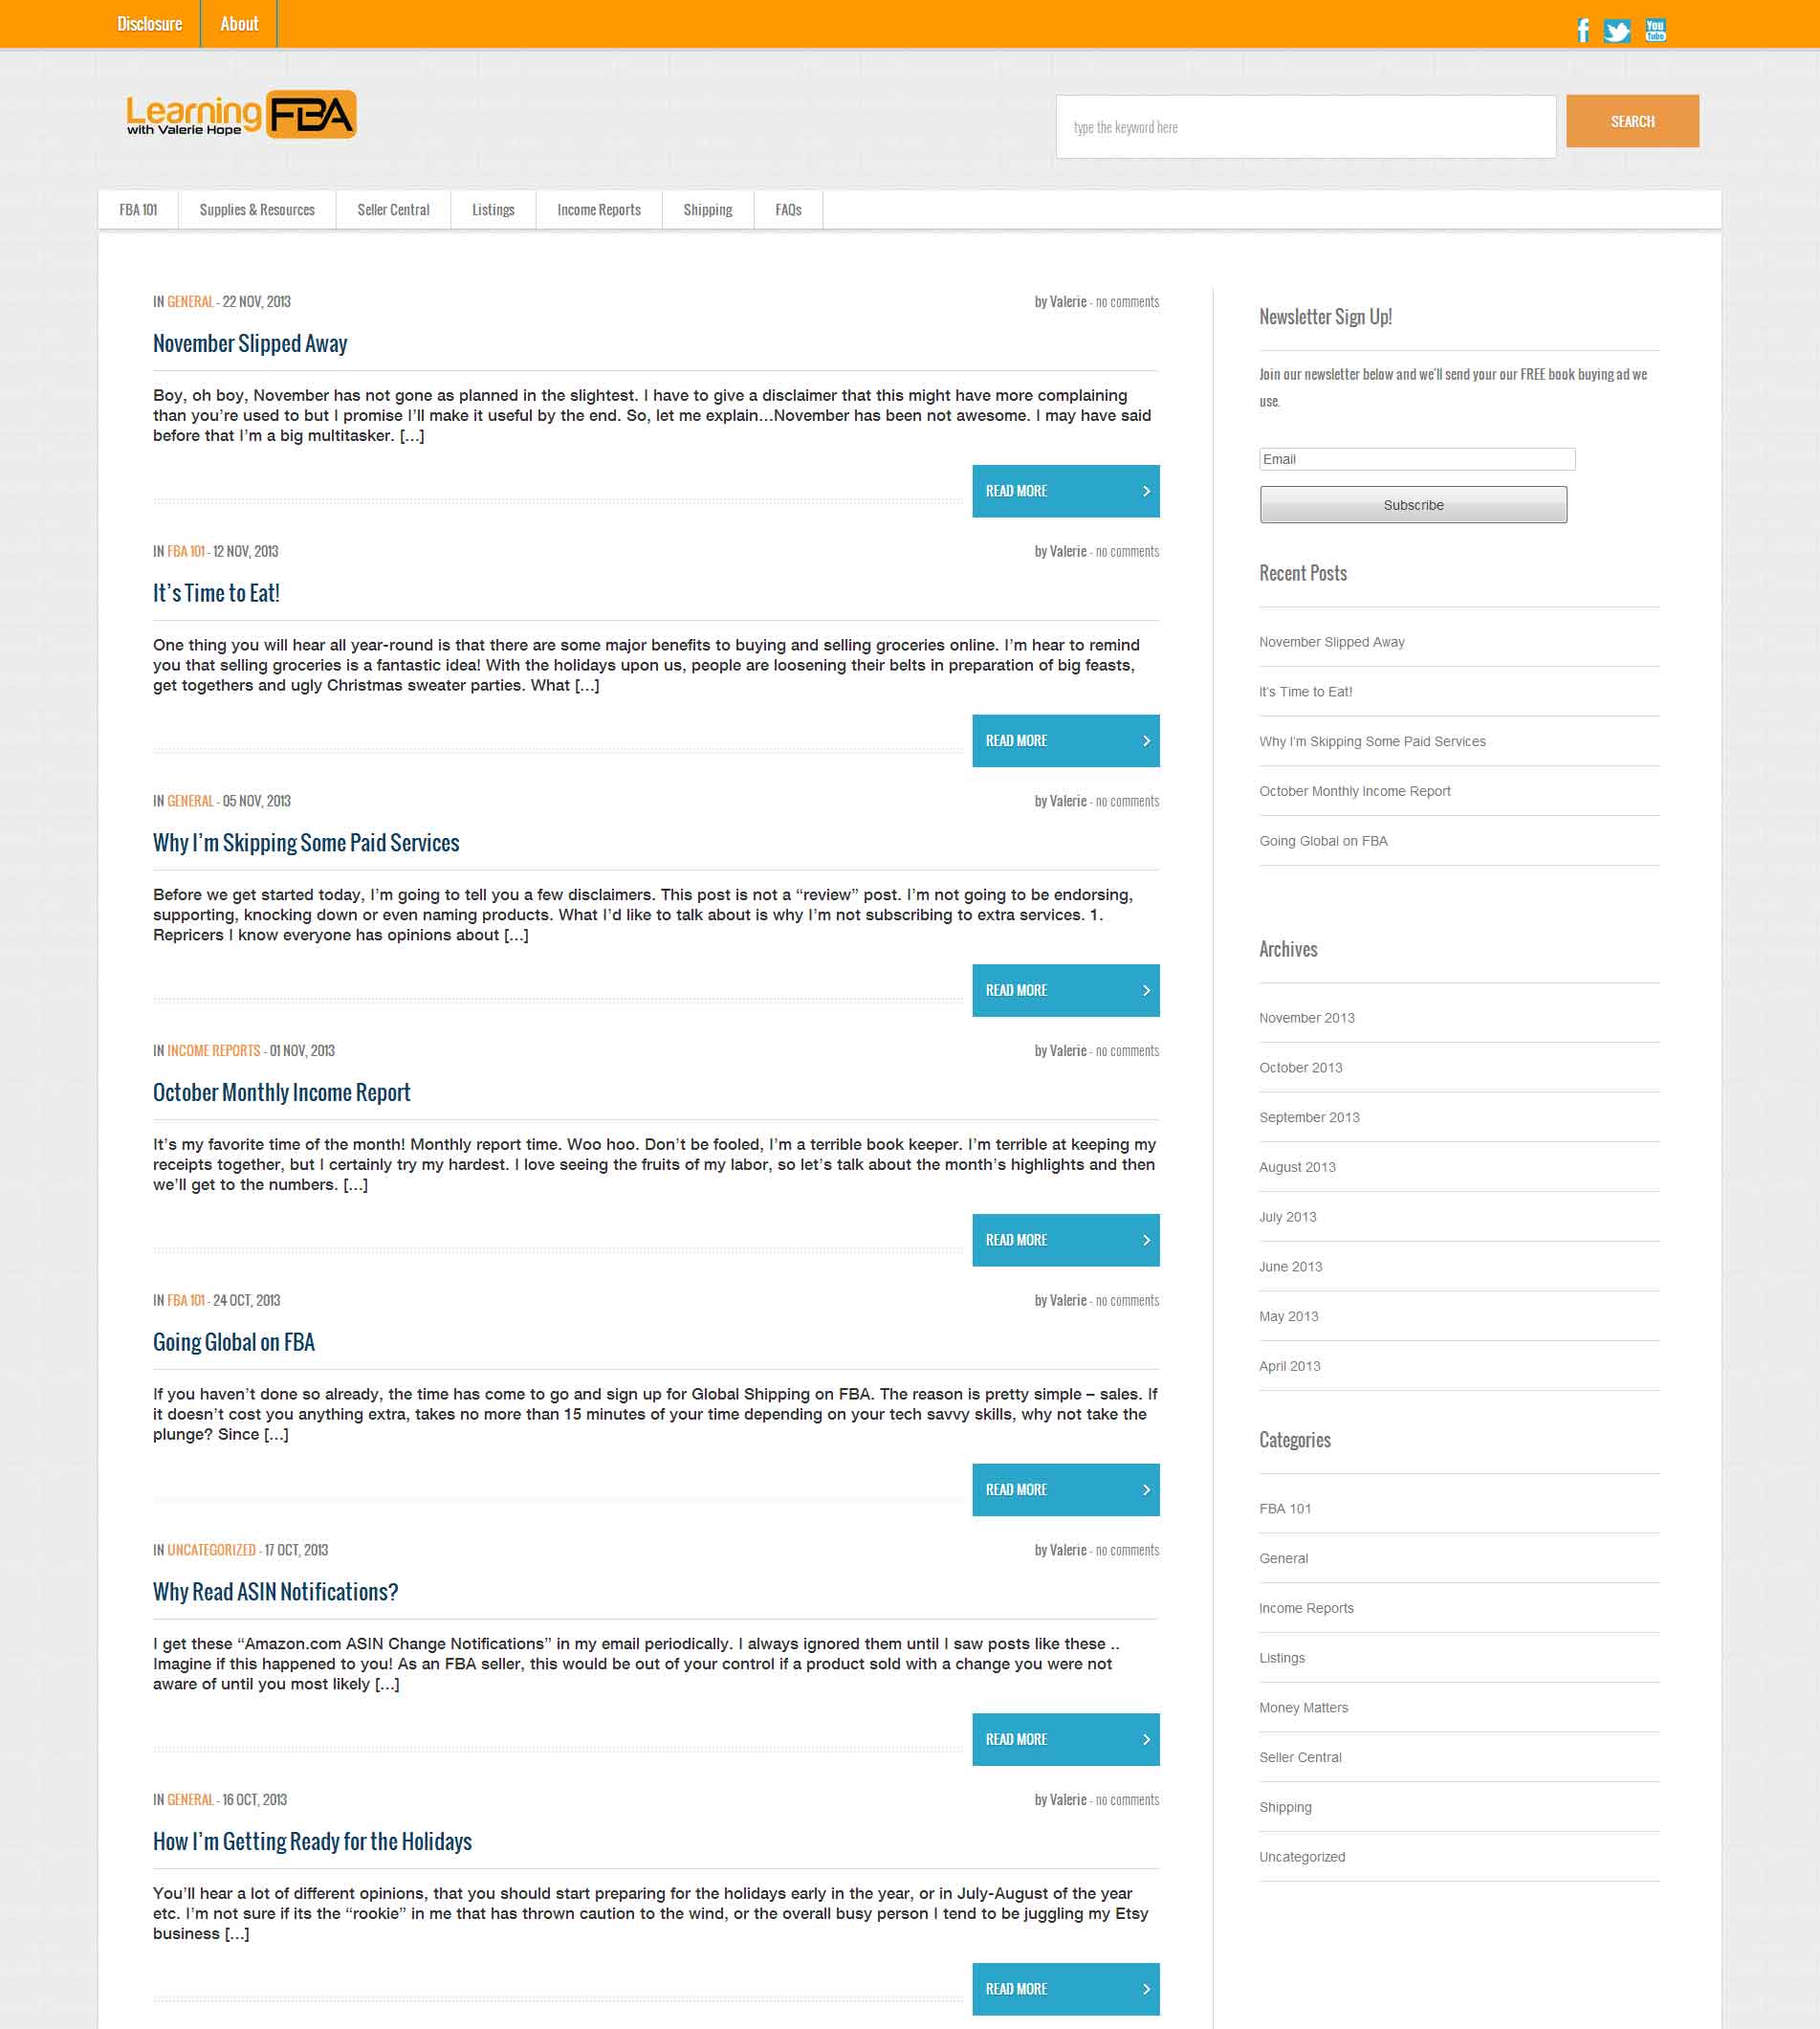 Disclosure
About
f
You
Tube
Learning FBA
with Valerie Hope
type the keyword here
SEARCH
FBA 101
Supplies & Resources
Seller Central
Listings
Income Reports
Shipping
FAQs
IN GENERAL - 22 NOV, 2013
by Valerie - no comments
November Slipped Away
Boy, oh boy, November has not gone as planned in the slightest. I have to give a disclaimer that this might have more complaining
than you’re used to but I promise I’ll make it useful by the end. So, let me explain…November has been not awesome. I may have said
before that I’m a big multitasker. […]
READ MORE
IN FBA 101 - 12 NOV, 2013
by Valerie - no comments
It’s Time to Eat!
One thing you will hear all year-round is that there are some major benefits to buying and selling groceries online. I’m hear to remind
you that selling groceries is a fantastic idea! With the holidays upon us, people are loosening their belts in preparation of big feasts,
get togethers and ugly Christmas sweater parties. What […]
READ MORE
IN GENERAL - 05 NOV, 2013
by Valerie - no comments
Why I’m Skipping Some Paid Services
Before we get started today, I’m going to tell you a few disclaimers. This post is not a “review” post. I’m not going to be endorsing,
supporting, knocking down or even naming products. What I’d like to talk about is why I’m not subscribing to extra services. 1.
Repricers I know everyone has opinions about […]
READ MORE
IN INCOME REPORTS - 01 NOV, 2013
by Valerie - no comments
October Monthly Income Report
It’s my favorite time of the month! Monthly report time. Woo hoo. Don’t be fooled, I’m a terrible book keeper. I’m terrible at keeping my
receipts together, but I certainly try my hardest. I love seeing the fruits of my labor, so let’s talk about the month’s highlights and then
we’ll get to the numbers. […]
READ MORE
IN FBA 101 - 24 OCT, 2013
by Valerie - no comments
Going Global on FBA
If you haven’t done so already, the time has come to go and sign up for Global Shipping on FBA. The reason is pretty simple – sales. If
it doesn’t cost you anything extra, takes no more than 15 minutes of your time depending on your tech savvy skills, why not take the
plunge? Since […]
READ MORE
IN UNCATEGORIZED - 17 OCT, 2013
by Valerie - no comments
Why Read ASIN Notifications?
I get these “Amazon.com ASIN Change Notifications” in my email periodically. I always ignored them until I saw posts like these ..
Imagine if this happened to you! As an FBA seller, this would be out of your control if a product sold with a change you were not
aware of until you most likely […]
READ MORE
IN GENERAL - 16 OCT, 2013
by Valerie - no comments
How I’m Getting Ready for the Holidays
You’ll hear a lot of different opinions, that you should start preparing for the holidays early in the year, or in July-August of the year
etc. I’m not sure if its the “rookie” in me that has thrown caution to the wind, or the overall busy person I tend to be juggling my Etsy
business […]
READ MORE
Newsletter Sign Up!
Join our newsletter below and we'll send your our FREE book buying ad we
use.
Email
Subscribe
Recent Posts
November Slipped Away
It’s Time to Eat!
Why I’m Skipping Some Paid Services
October Monthly Income Report
Going Global on FBA
Archives
November 2013
October 2013
September 2013
August 2013
July 2013
June 2013
May 2013
April 2013
Categories
FBA 101
General
Income Reports
Listings
Money Matters
Seller Central
Shipping
Uncategorized